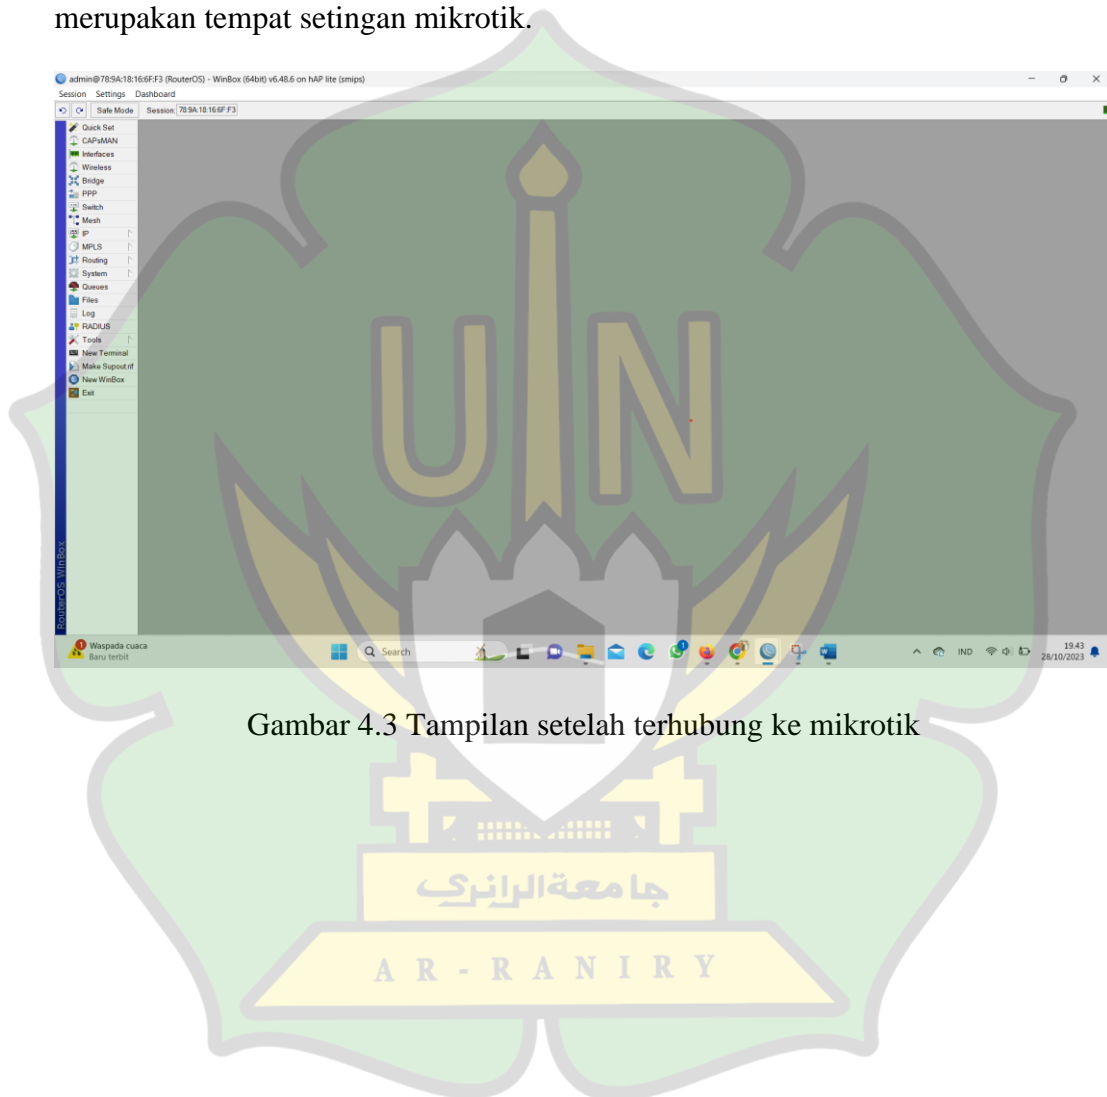 merupakan tempat setingan mikrotik.
admin@78:9A:18:16:6F:F3 (RouterOS) - WinBox (64bit) v6.48.6 on hAP lite (smips)
Session Settings Dashboard
Safe Mode Session: 78:9A:18:16:6F:F3
Quick Set
CAPsMAN
Interfaces
Wireless
Bridge
PPP
Switch
Mesh
IP
MPLS
Routing
System
Queues
Files
Log
RADIUS
Tools
New Terminal
Make Supout.rif
New WinBox
Exit
RouterOS WinBox
UIN
Waspada cuaca
Baru terbit
Search
IND
19.43
28/10/2023
Gambar 4.3 Tampilan setelah terhubung ke mikrotik
جامعة الرانري
AR - RANIRY